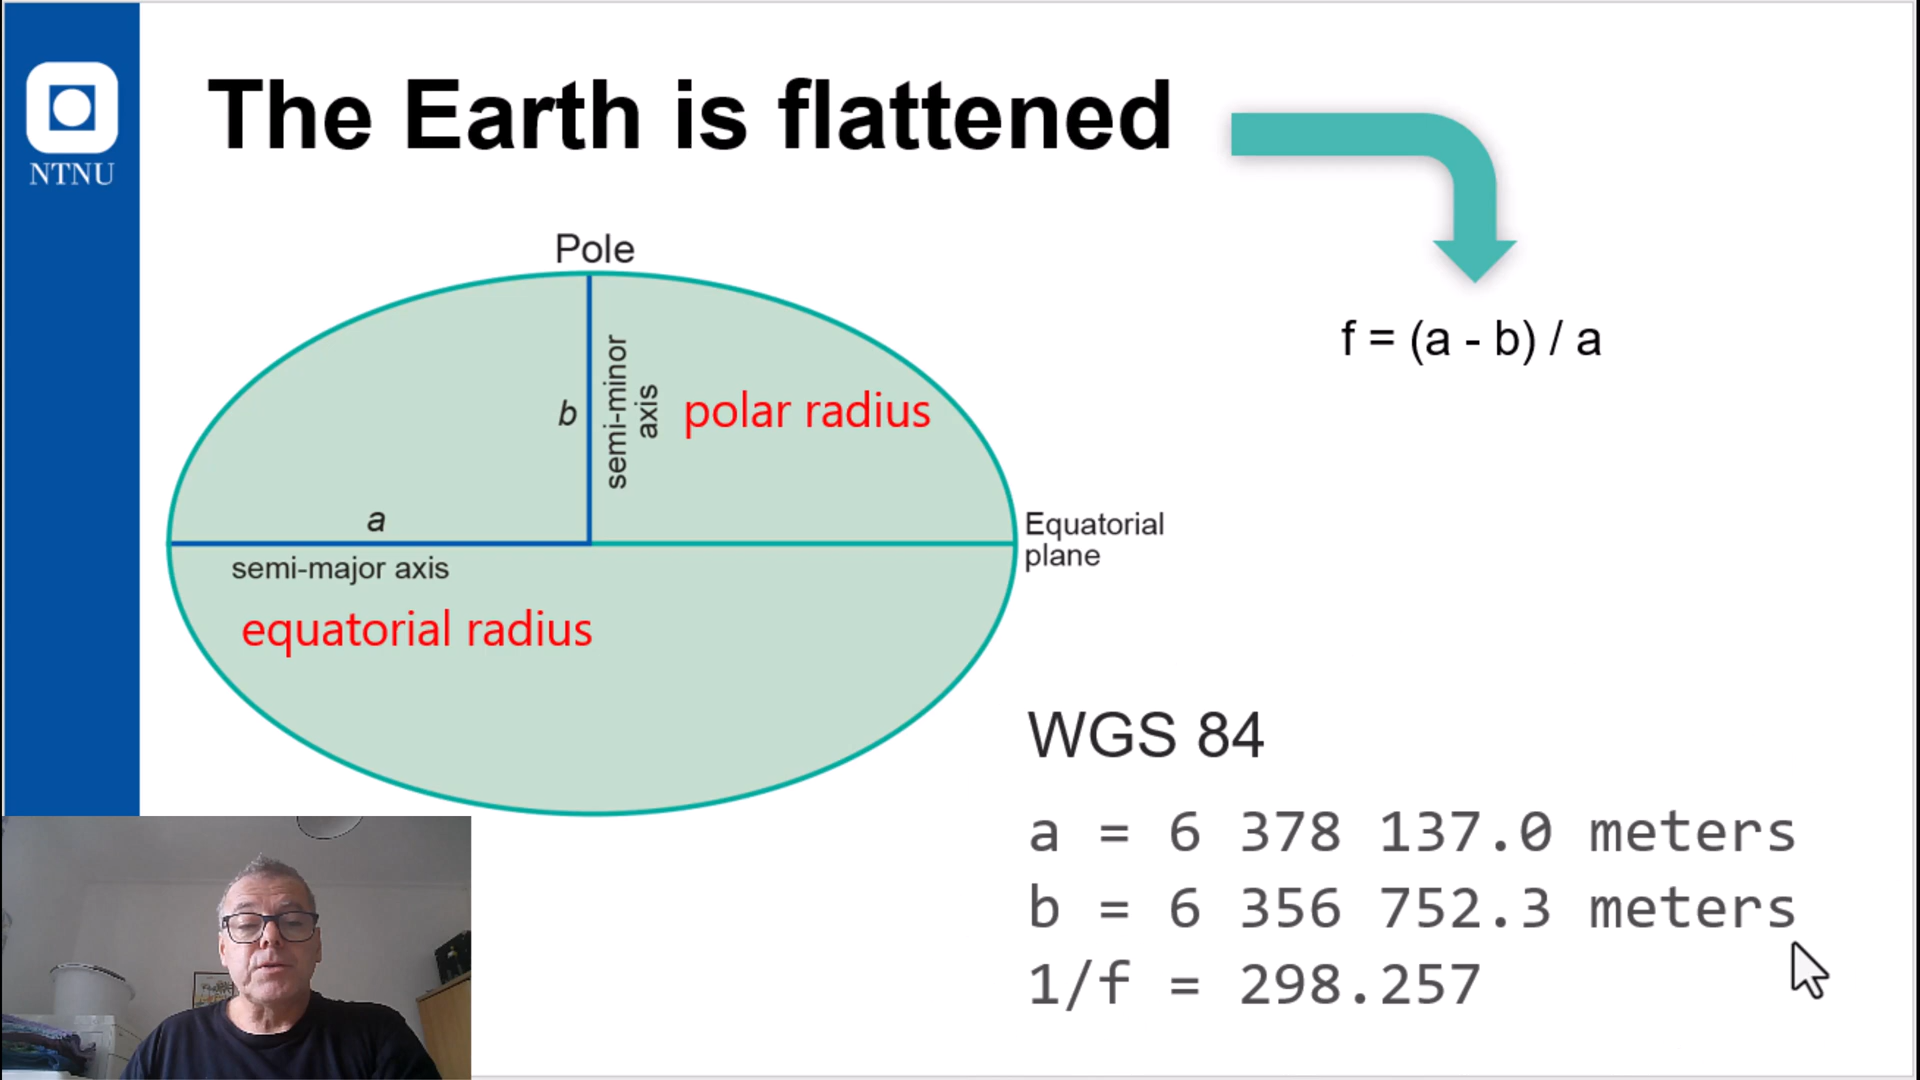 The Earth is flattened
NTNU
Pole
f = (a - b) / a
b
semi-minor
axis
polar radius
a
semi-major axis
equatorial radius
Equatorial
plane
WGS 84
a = 6 378 137.0 meters
b = 6 356 752.3 meters
1/f = 298.257